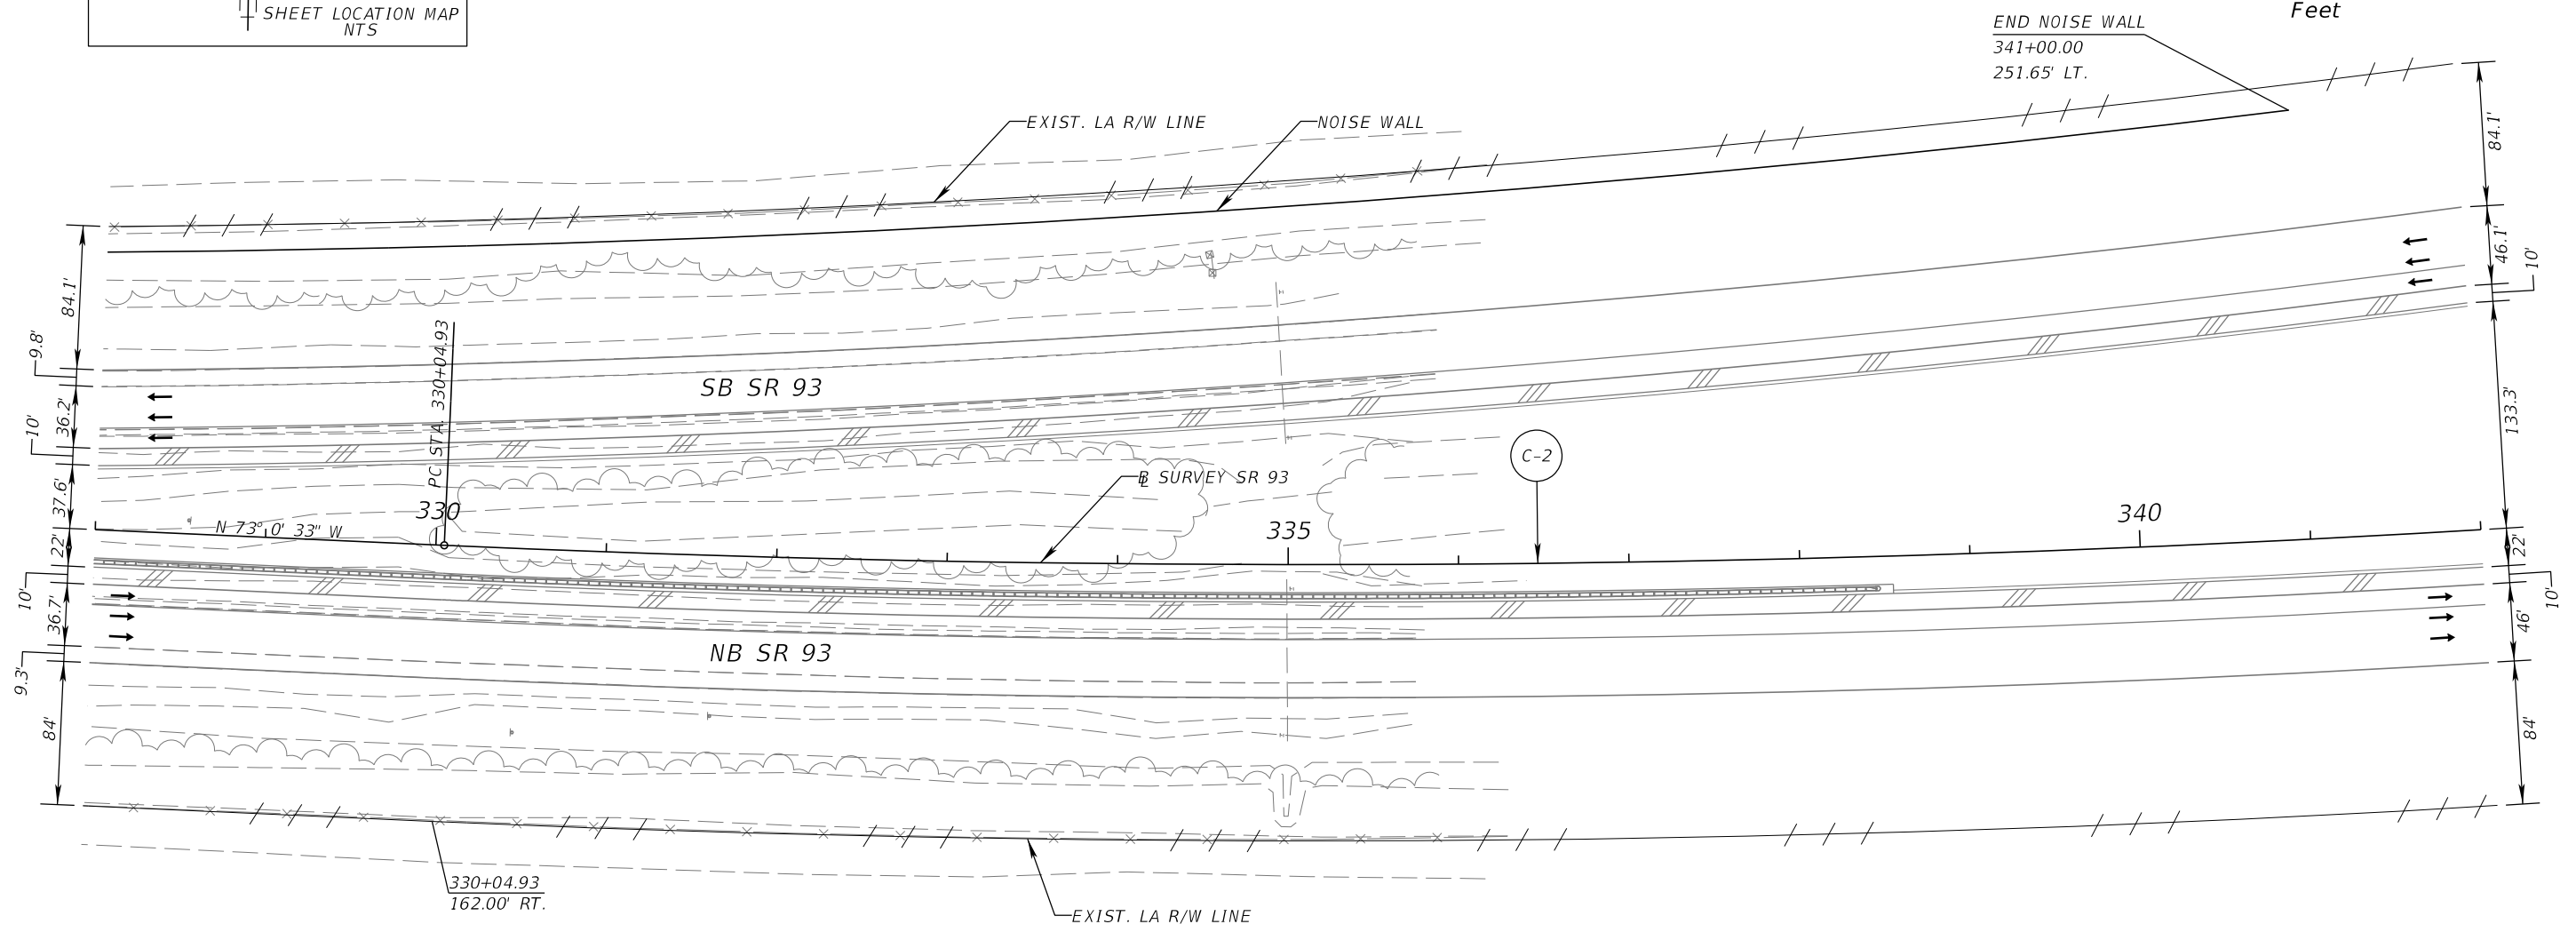 SHEET LOCATION MAP
NTS
Feet
END NOISE WALL
341+00.00
251.65' LT.
EXIST. LA R/W LINE
NOISE WALL
84.1'
9.8'
36.2'
10'
37.6'
22'
10'
36.7'
9.3'
84'
PC STA. 330+04.93
SB SR 93
330
N 73° 0' 33" W
BL SURVEY SR 93
335
C-2
340
NB SR 93
84.1'
46.1'
10'
133.3'
22'
10'
46'
84'
330+04.93
162.00' RT.
EXIST. LA R/W LINE